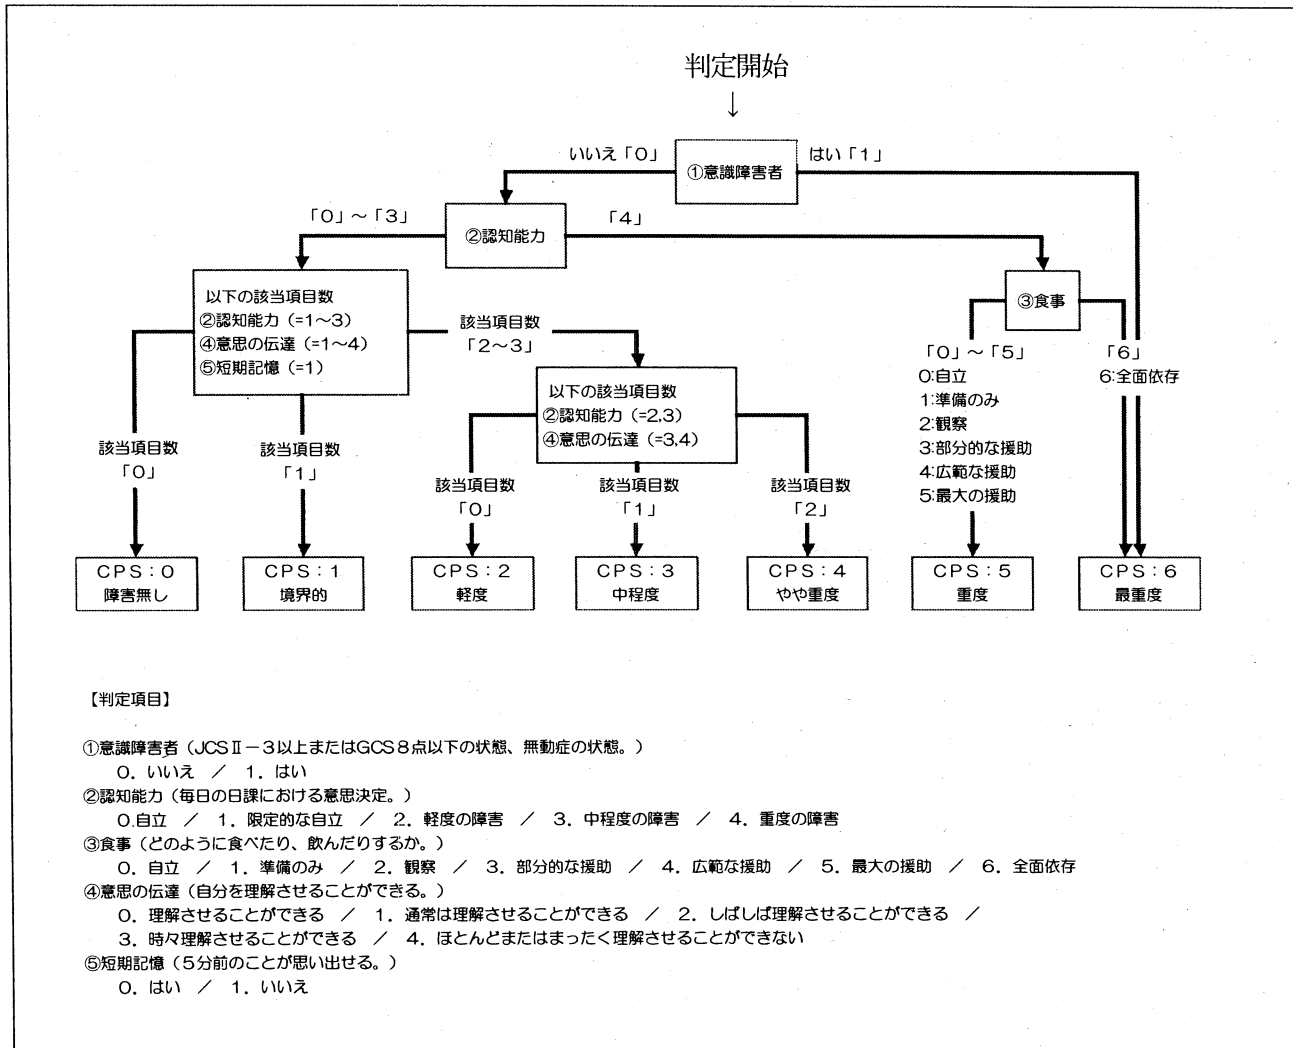 判定開始
↓
いいえ「0」
はい「1」
①意識障害者
「0」～「3」
②認知能力
「4」
③食事
以下の該当項目数
②認知能力（=1～3）
④意思の伝達（=1～4）
⑤短期記憶（=1）
該当項目数
「2～3」
「0」～「5」
0:自立
1:準備のみ
2:観察
3:部分的な援助
4:広範な援助
5:最大の援助
「6」
6:全面依存
以下の該当項目数
②認知能力（=2,3）
④意思の伝達（=3,4）
該当項目数
「0」
該当項目数
「1」
該当項目数
「0」
該当項目数
「1」
該当項目数
「2」
CPS：0
障害無し
CPS：1
境界的
CPS：2
軽度
CPS：3
中程度
CPS：4
やや重度
CPS：5
重度
CPS：6
最重度
【判定項目】
①意識障害者（JCSⅡ－3以上またはGCS8点以下の状態、無動症の状態。）
0．いいえ ／ 1．はい
②認知能力（毎日の日課における意思決定。）
0.自立 ／ 1．限定的な自立 ／ 2．軽度の障害 ／ 3．中程度の障害 ／ 4．重度の障害
③食事（どのように食べたり、飲んだりするか。）
0．自立 ／ 1．準備のみ ／ 2．観察 ／ 3．部分的な援助 ／ 4．広範な援助 ／ 5．最大の援助 ／ 6．全面依存
④意思の伝達（自分を理解させることができる。）
0．理解させることができる ／ 1．通常は理解させることができる ／ 2．しばしば理解させることができる ／
3．時々理解させることができる ／ 4．ほとんどまたはまったく理解させることができない
⑤短期記憶（5分前のことが思い出せる。）
0．はい ／ 1．いいえ